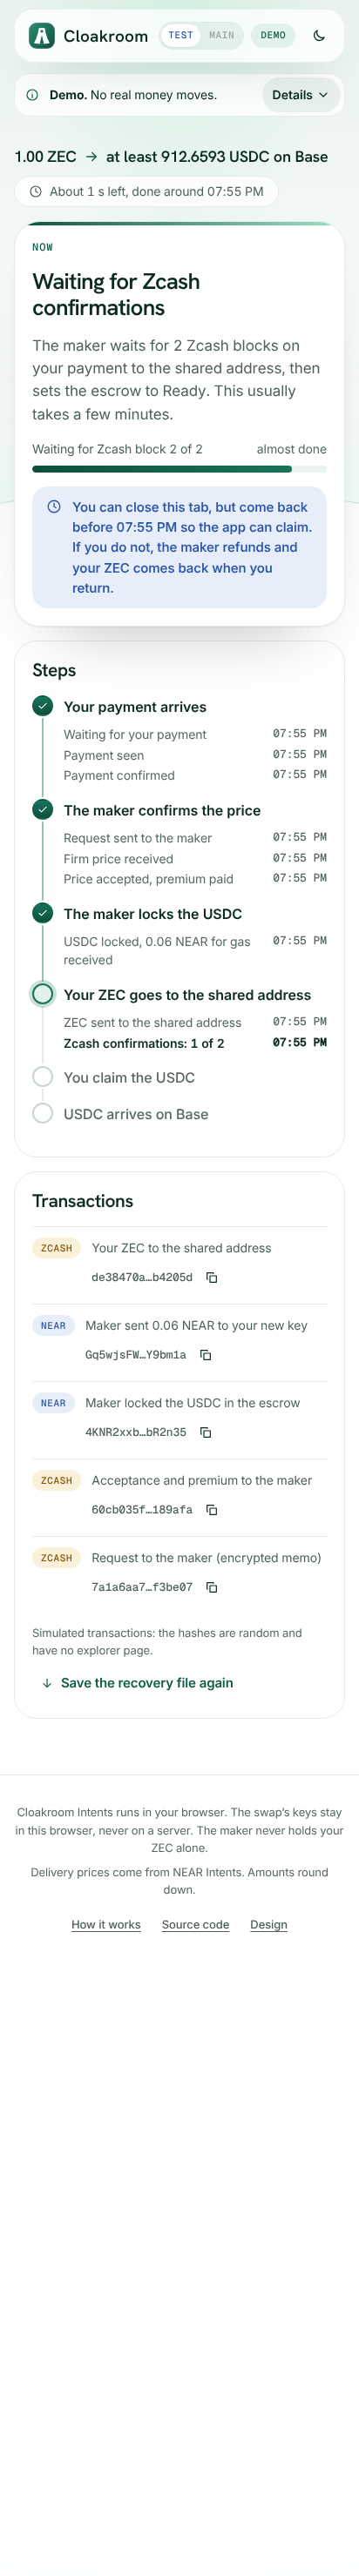 Cloakroom TEST MAIN DEMO
Demo. No real money moves. Details
1.00 ZEC → at least 912.6593 USDC on Base
About 1 s left, done around 07:55 PM
NOW
Waiting for Zcash
confirmations
The maker waits for 2 Zcash blocks on
your payment to the shared address, then
sets the escrow to Ready. This usually
takes a few minutes.
Waiting for Zcash block 2 of 2 almost done
You can close this tab, but come back
before 07:55 PM so the app can claim.
If you do not, the maker refunds and
your ZEC comes back when you
return.
Steps
Your payment arrives
Waiting for your payment 07:55 PM
Payment seen 07:55 PM
Payment confirmed 07:55 PM
The maker confirms the price
Request sent to the maker 07:55 PM
Firm price received 07:55 PM
Price accepted, premium paid 07:55 PM
The maker locks the USDC
USDC locked, 0.06 NEAR for gas 07:55 PM
received
Your ZEC goes to the shared address
ZEC sent to the shared address 07:55 PM
Zcash confirmations: 1 of 2 07:55 PM
You claim the USDC
USDC arrives on Base
Transactions
ZCASH Your ZEC to the shared address
de38470a…b4205d
NEAR Maker sent 0.06 NEAR to your new key
Gq5wjsFW…Y9bm1a
NEAR Maker locked the USDC in the escrow
4KNR2xxb…bR2n35
ZCASH Acceptance and premium to the maker
60cb035f…189afa
ZCASH Request to the maker (encrypted memo)
7a1a6aa7…f3be07
Simulated transactions: the hashes are random and
have no explorer page.
↓ Save the recovery file again
Cloakroom Intents runs in your browser. The swap's keys stay
in this browser, never on a server. The maker never holds your
ZEC alone.
Delivery prices come from NEAR Intents. Amounts round
down.
How it works Source code Design